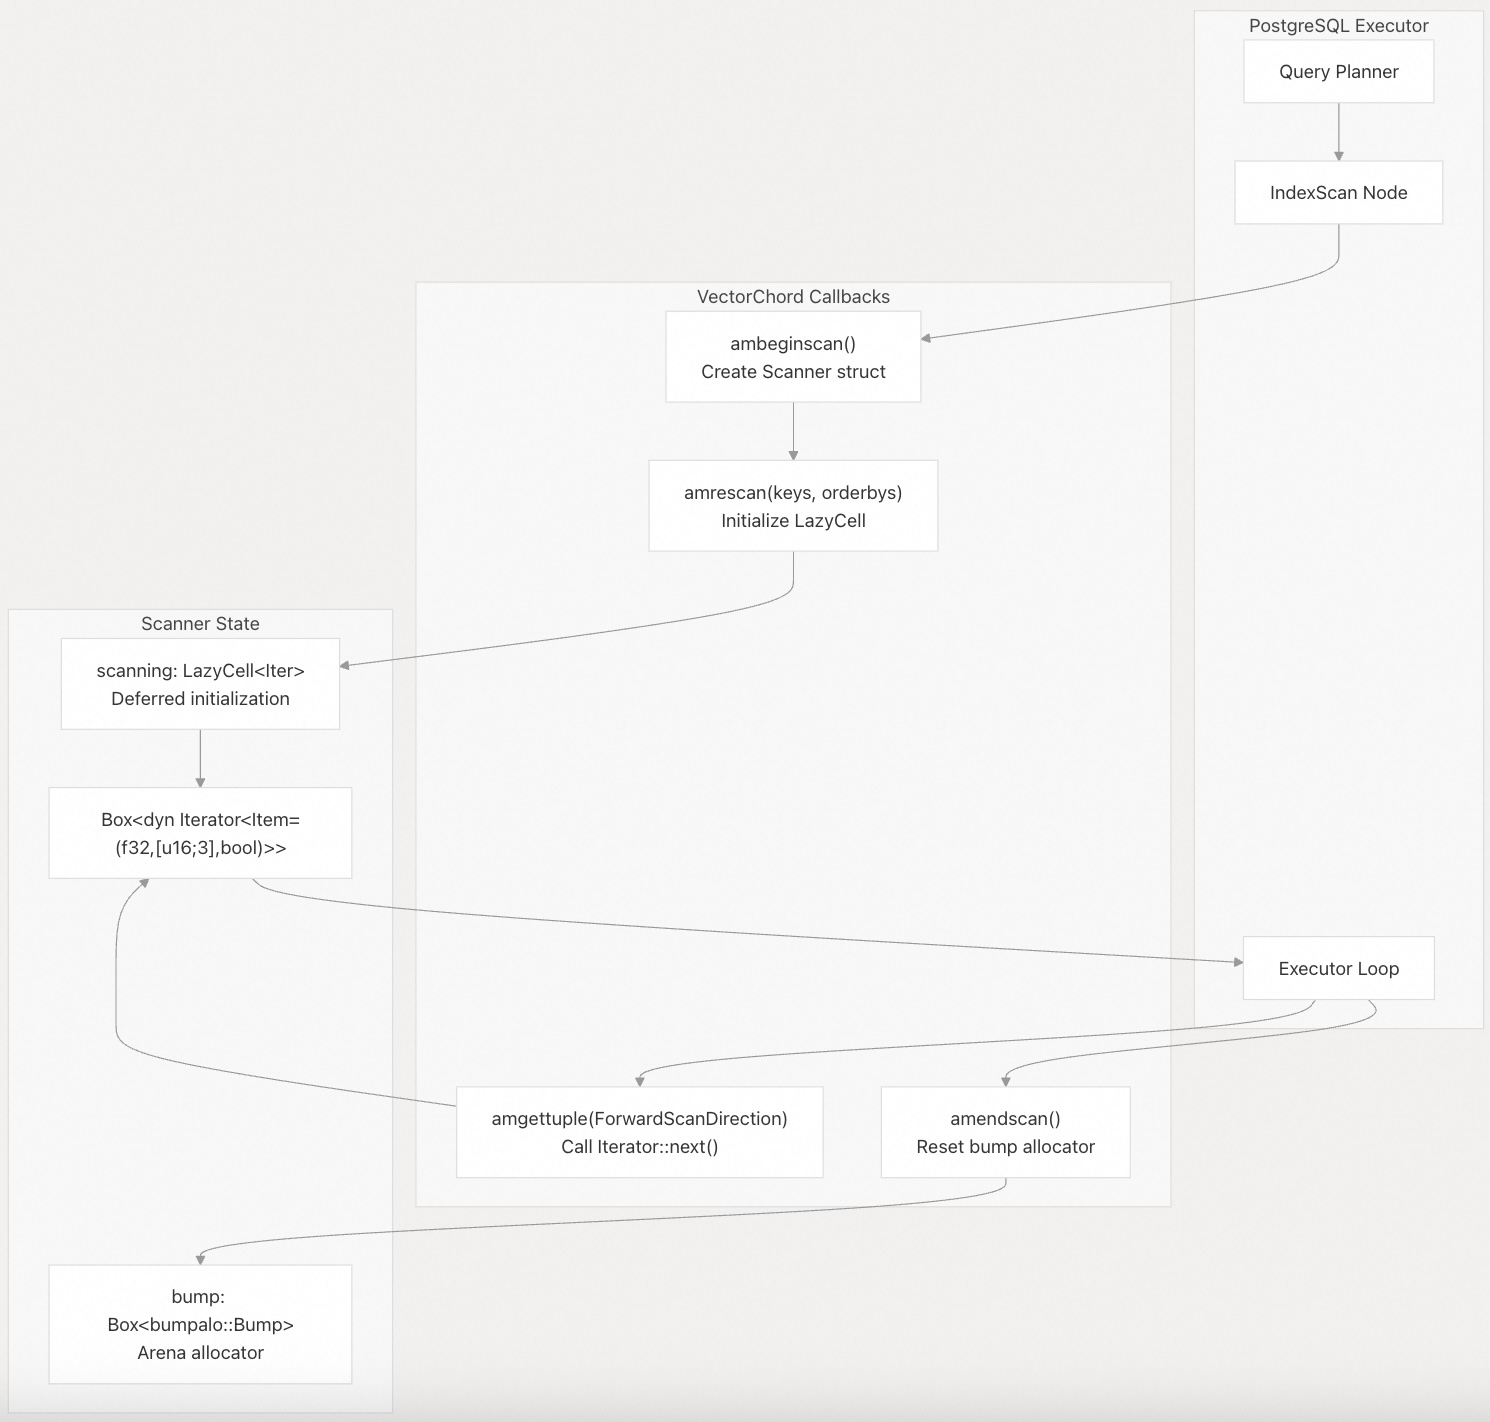 PostgreSQL Executor
Query Planner
IndexScan Node
VectorChord Callbacks
ambeginscan()
Create Scanner struct
amrescan(keys, orderbys)
Initialize LazyCell
Scanner State
scanning: LazyCell<Iter>
Deferred initialization
Box<dyn Iterator<Item=
(f32,[u16;3],bool)>>
Executor Loop
amgettuple(ForwardScanDirection)
Call Iterator::next()
amendscan()
Reset bump allocator
bump:
Box<bumpalo::Bump>
Arena allocator